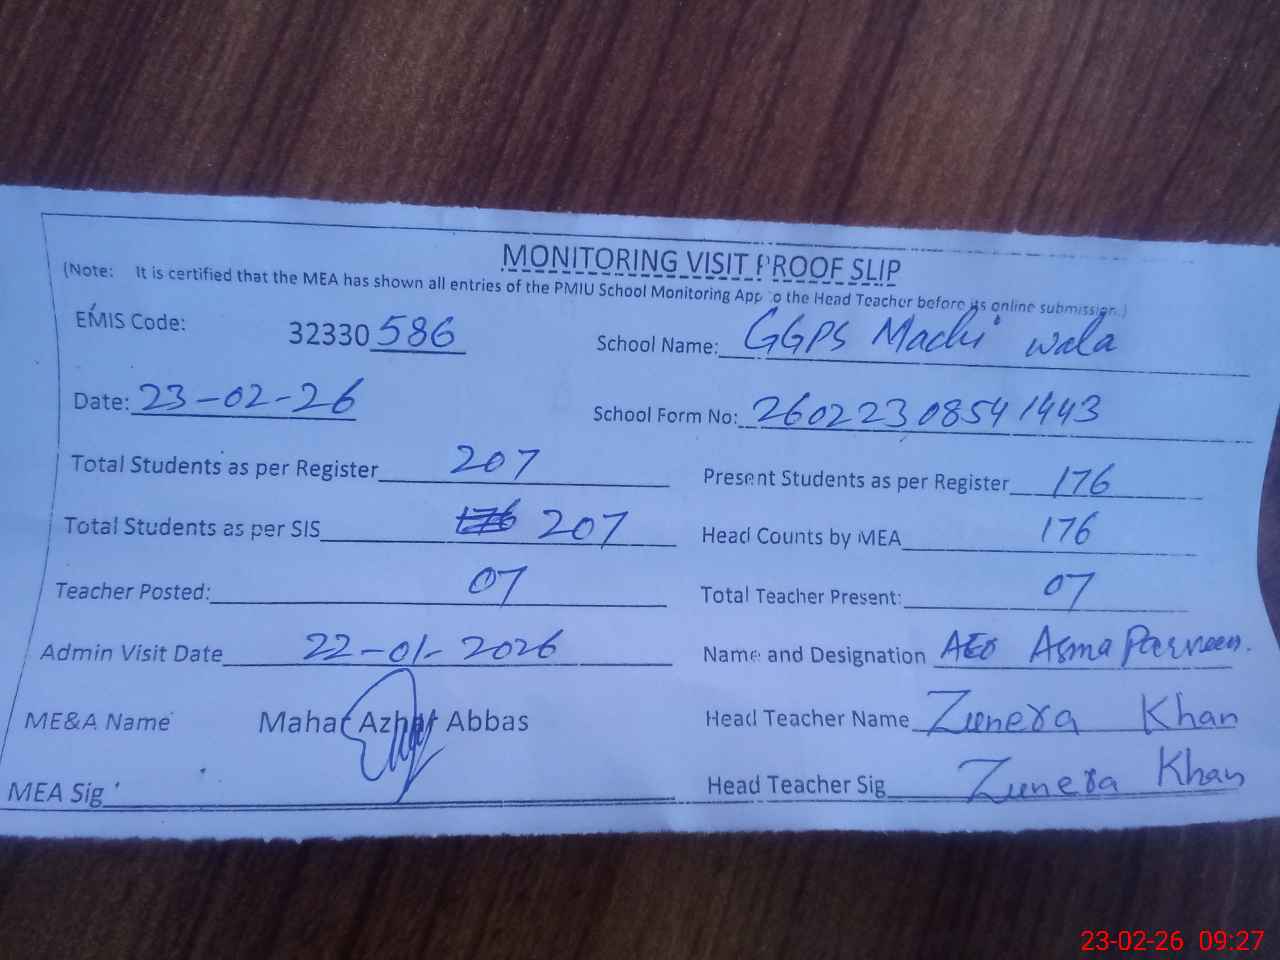 MONITORING VISIT PROOF SLIP
(Note: It is certified that the MEA has shown all entries of the PMIU School Monitoring App to the Head Teacher before its online submission.)
EMIS Code: 32330 586 School Name: GGPS Machi wala
Date: 23-02-26 School Form No: 260223 08541443
Total Students as per Register 207 Present Students as per Register 176
Total Students as per SIS 176 207 Head Counts by MEA 176
Teacher Posted: 07 Total Teacher Present: 07
Admin Visit Date 22-01-2026 Name and Designation AEO Asma Parveen.
ME&A Name Mahar Azhar Abbas Head Teacher Name Zunera Khan
MEA Sig Head Teacher Sig Zunera Khan
23-02-26 09:27